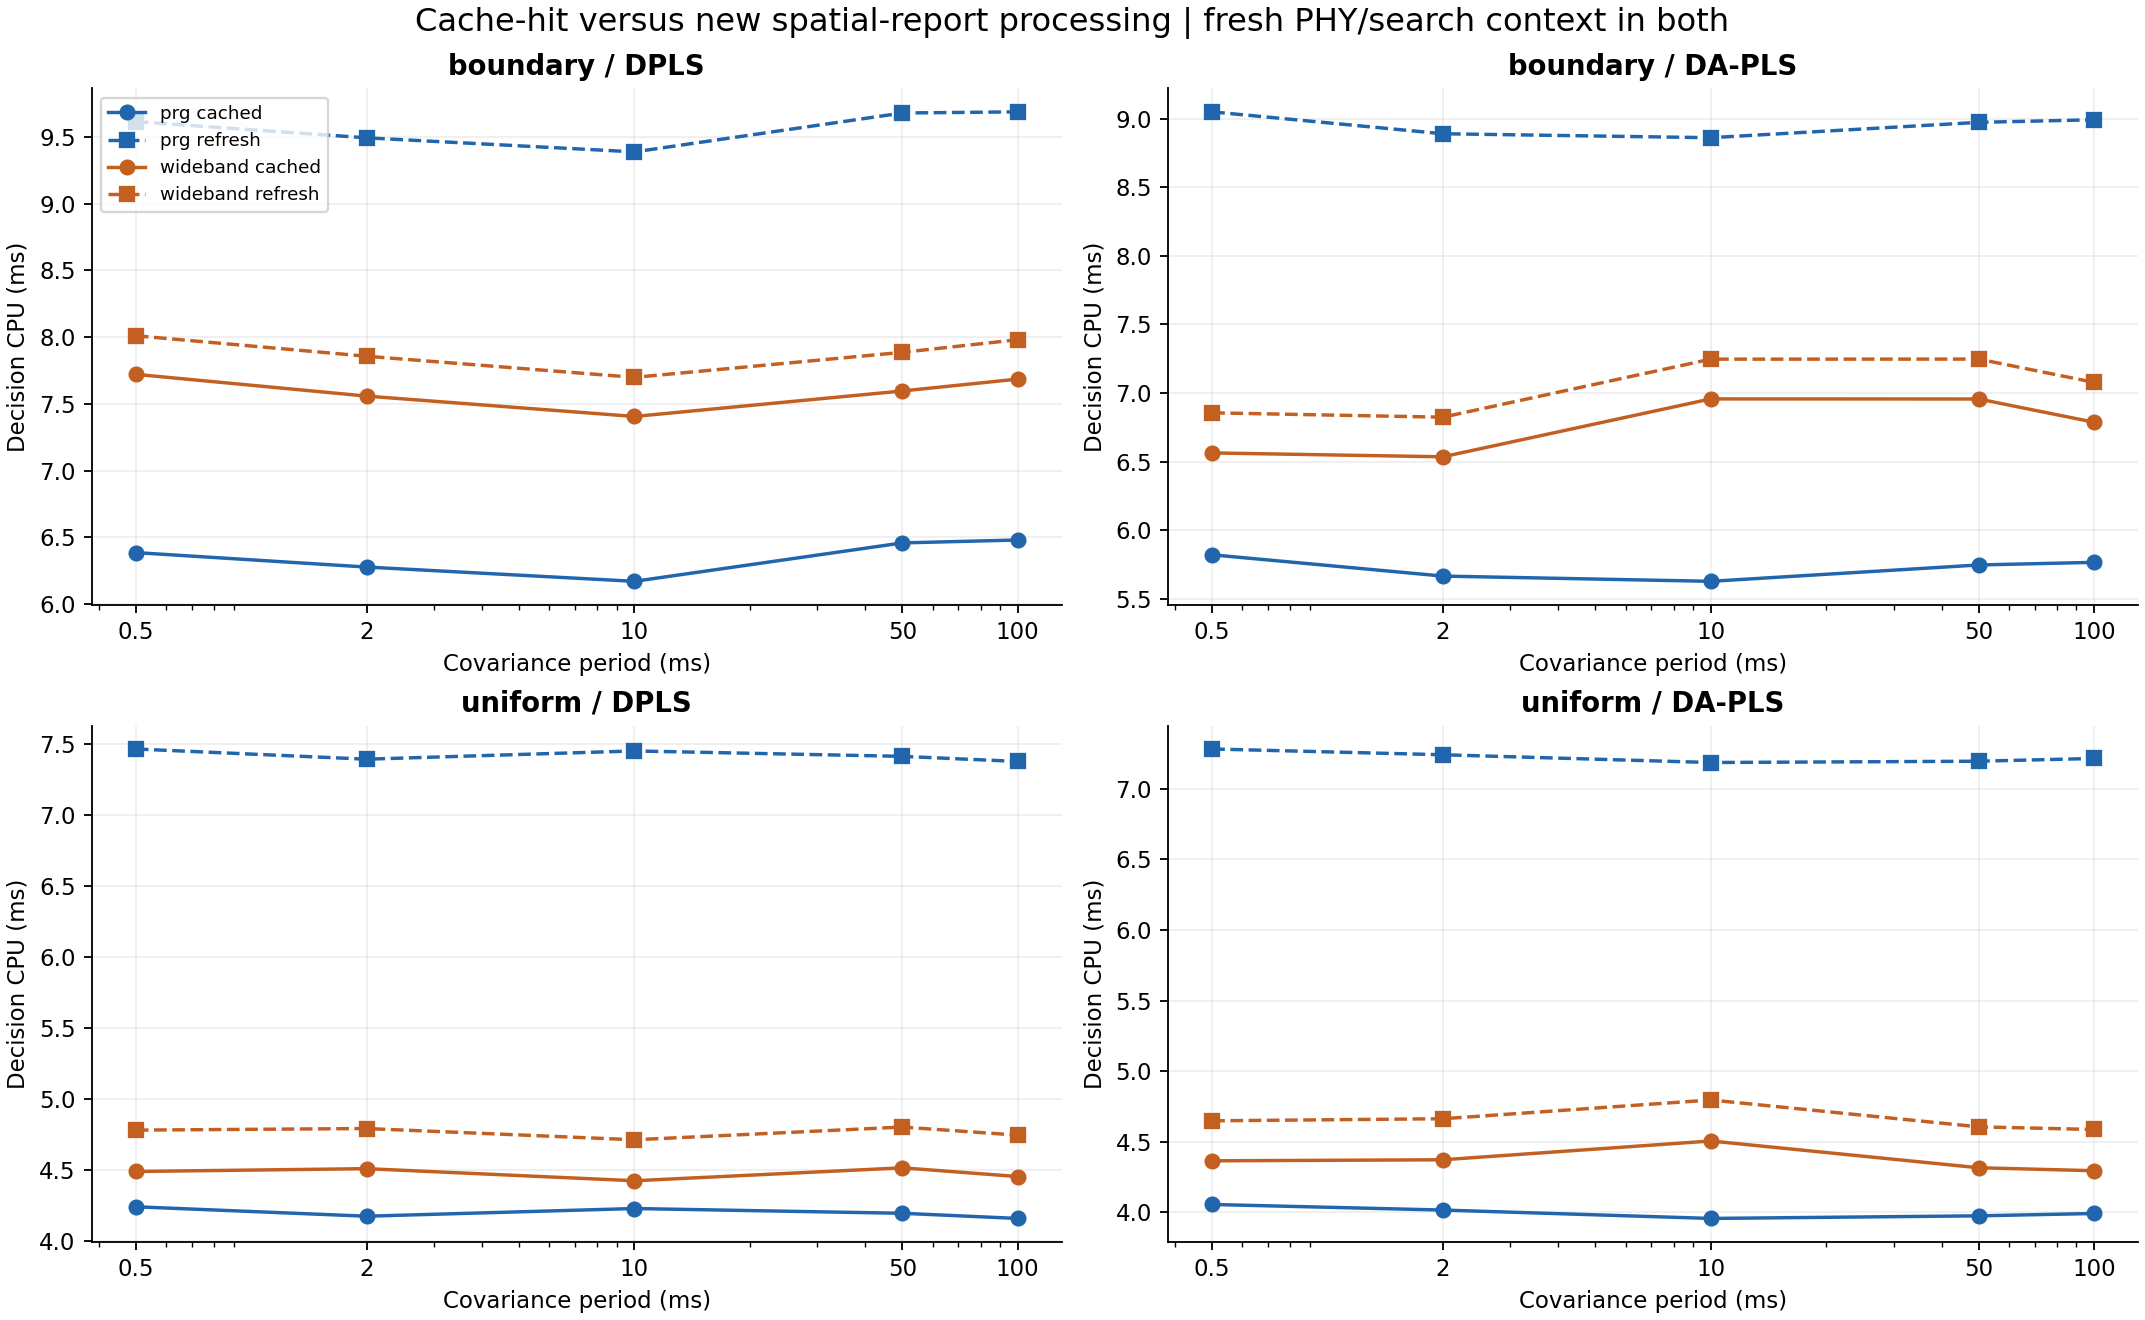 Cache-hit versus new spatial-report processing | fresh PHY/search context in both
boundary / DPLS
prg cached
prg refresh
wideband cached
wideband refresh
Decision CPU (ms)
9.5
9.0
8.5
8.0
7.5
7.0
6.5
6.0
0.5 2 10 50 100
Covariance period (ms)
boundary / DA-PLS
Decision CPU (ms)
9.0
8.5
8.0
7.5
7.0
6.5
6.0
5.5
0.5 2 10 50 100
Covariance period (ms)
uniform / DPLS
Decision CPU (ms)
7.5
7.0
6.5
6.0
5.5
5.0
4.5
4.0
0.5 2 10 50 100
Covariance period (ms)
uniform / DA-PLS
Decision CPU (ms)
7.0
6.5
6.0
5.5
5.0
4.5
4.0
0.5 2 10 50 100
Covariance period (ms)